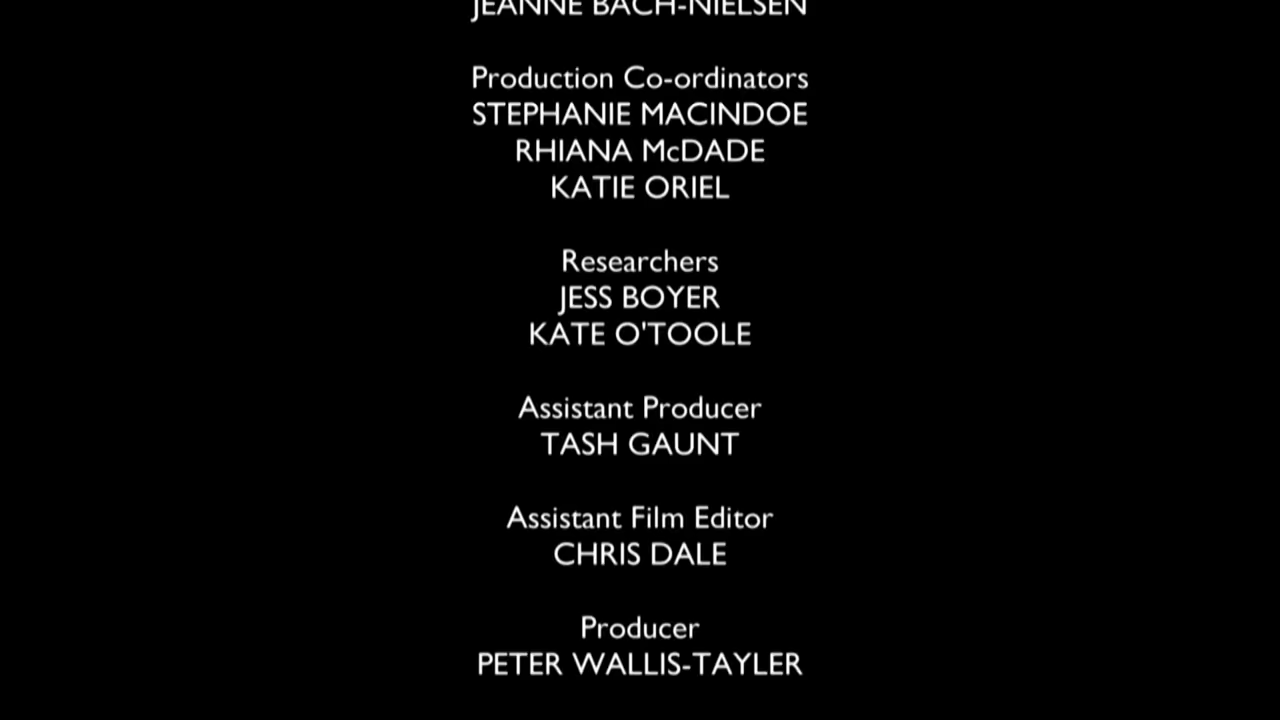 JEANNE BACH-NIELSEN
Production Co-ordinators
STEPHANIE MACINDOE
RHIANA McDADE
KATIE ORIEL
Researchers
JESS BOYER
KATE O'TOOLE
Assistant Producer
TASH GAUNT
Assistant Film Editor
CHRIS DALE
Producer
PETER WALLIS-TAYLER